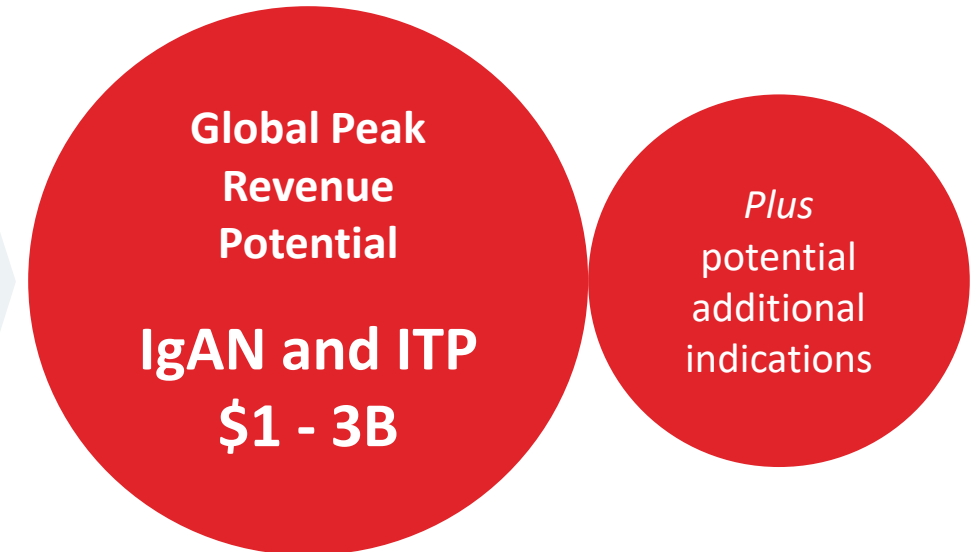 Global Peak
Revenue
Potential
IgAN and ITP
$1 - 3B
Plus
potential
additional
indications